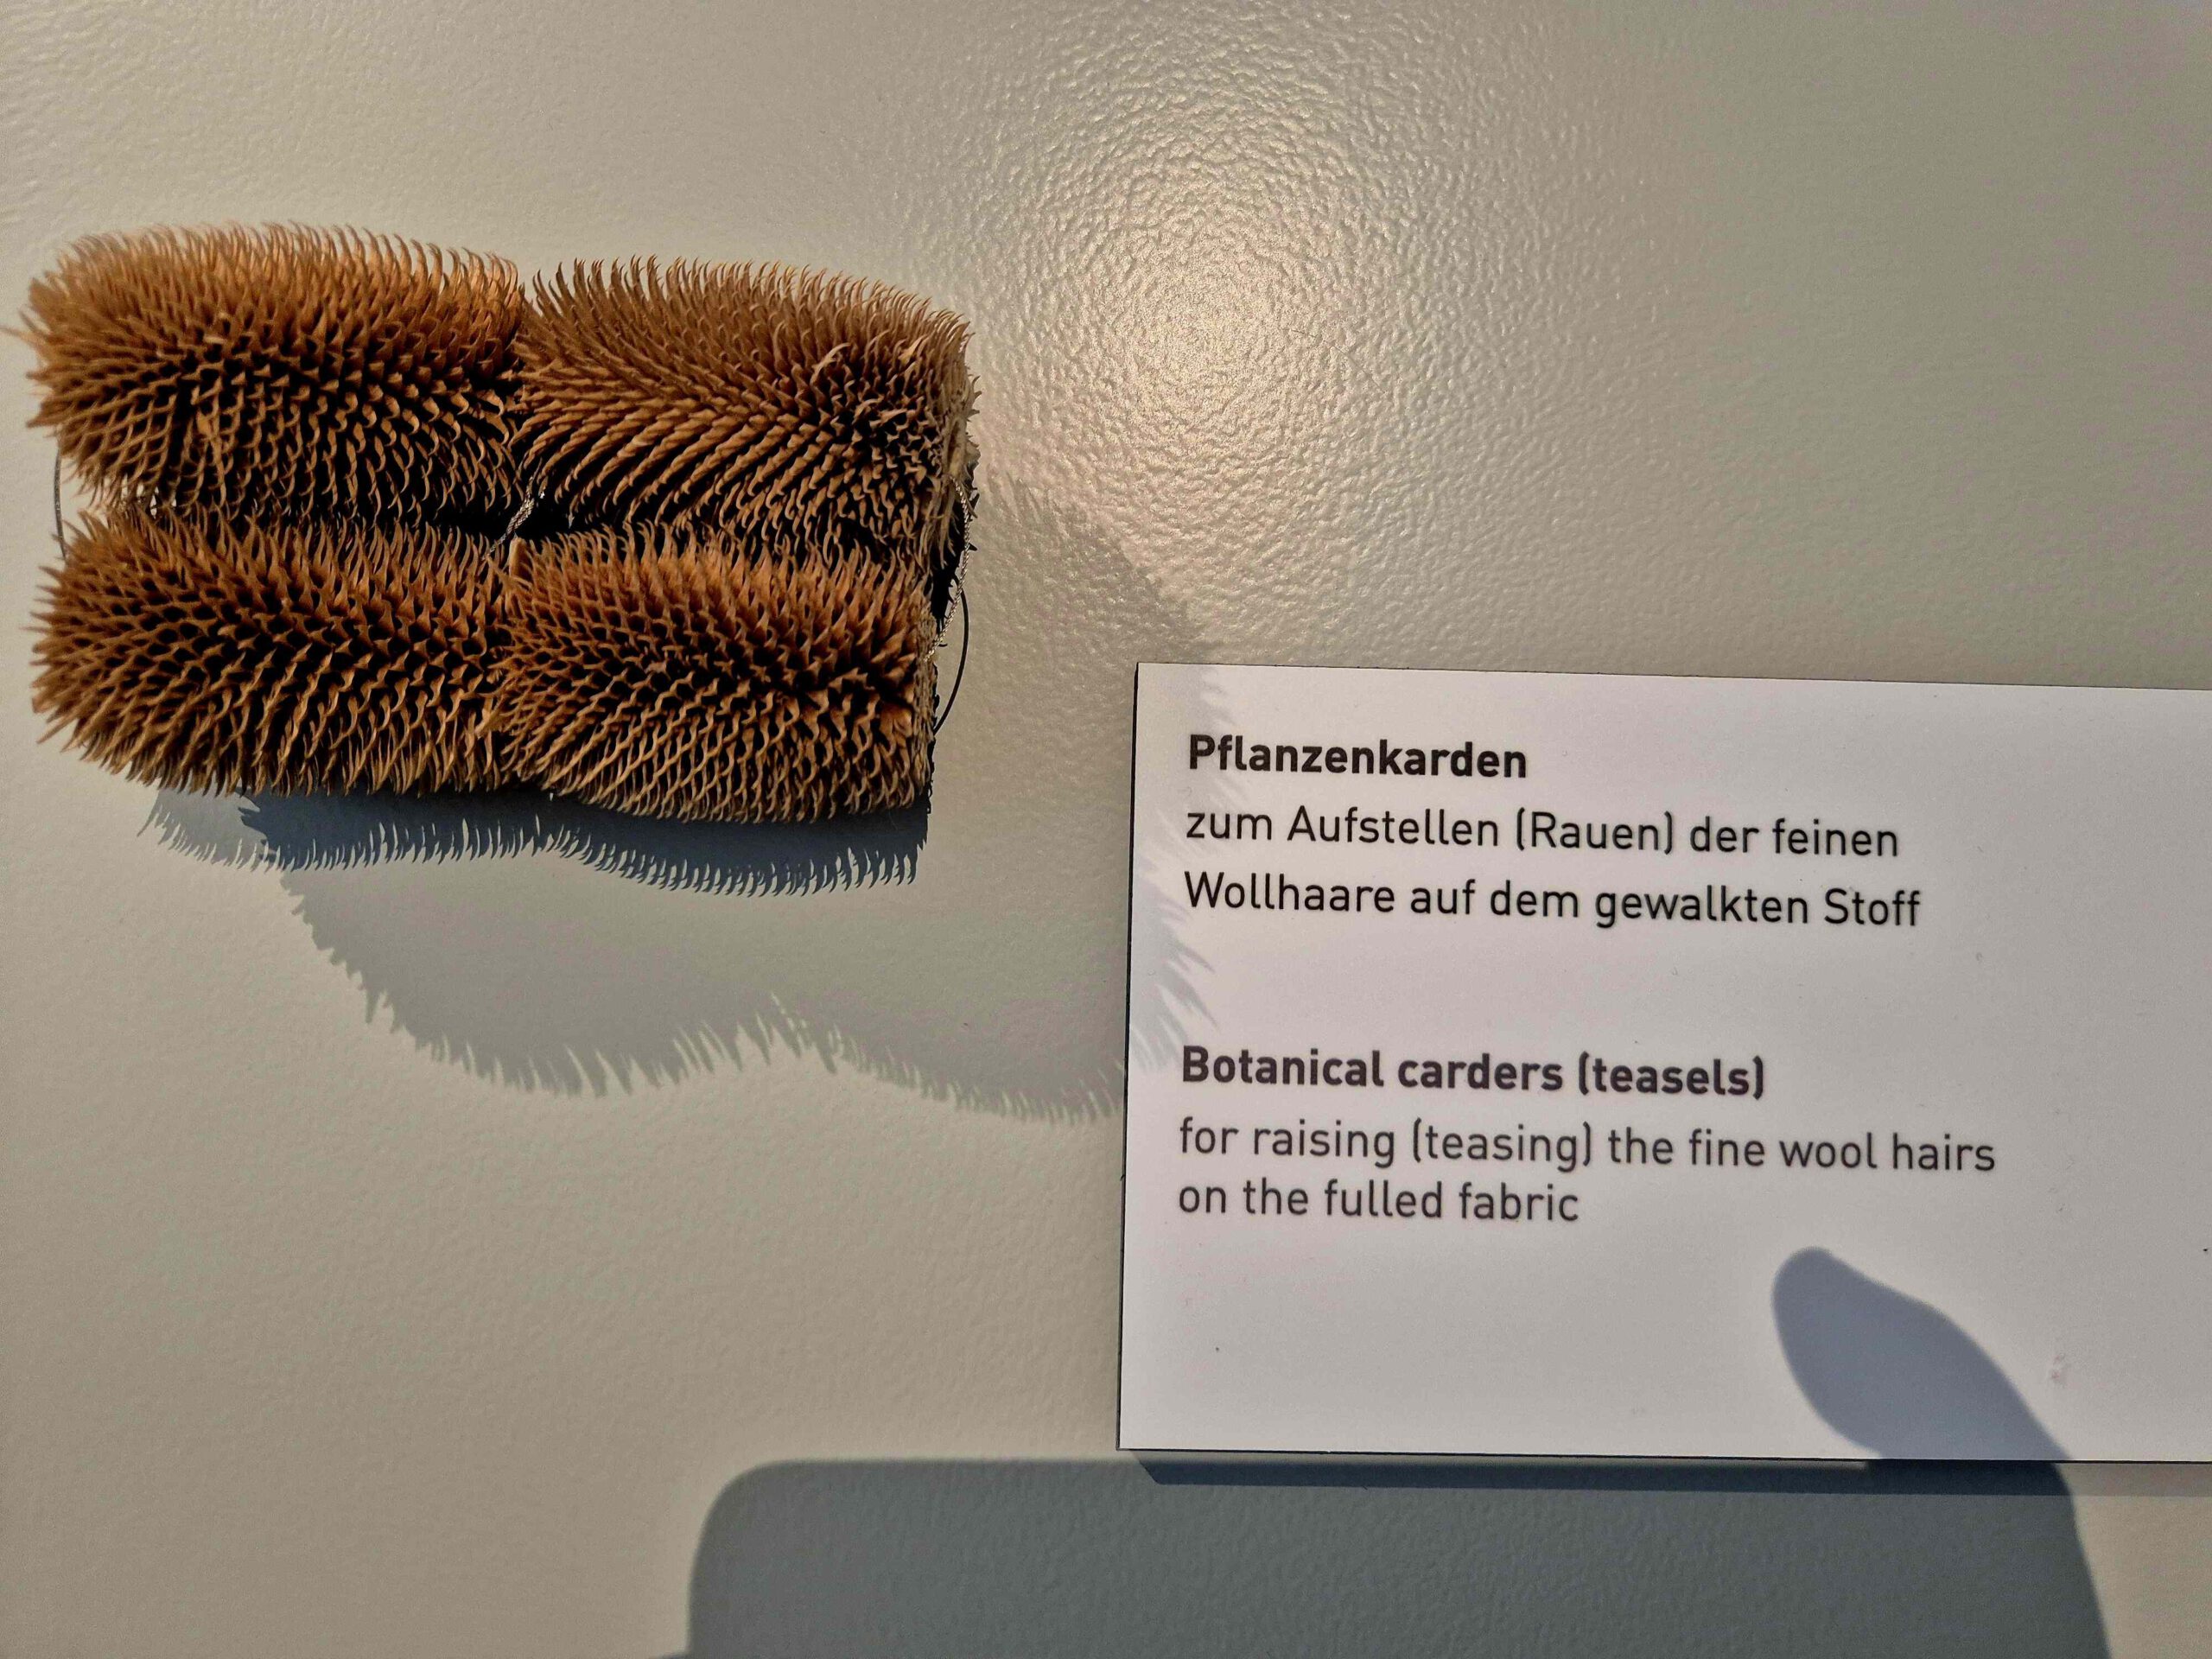 Pflanzenkarden
zum Aufstellen (Rauen) der feinen
Wollhaare auf dem gewalkten Stoff
Botanical carders (teasels)
for raising (teasing) the fine wool hairs
on the fulled fabric